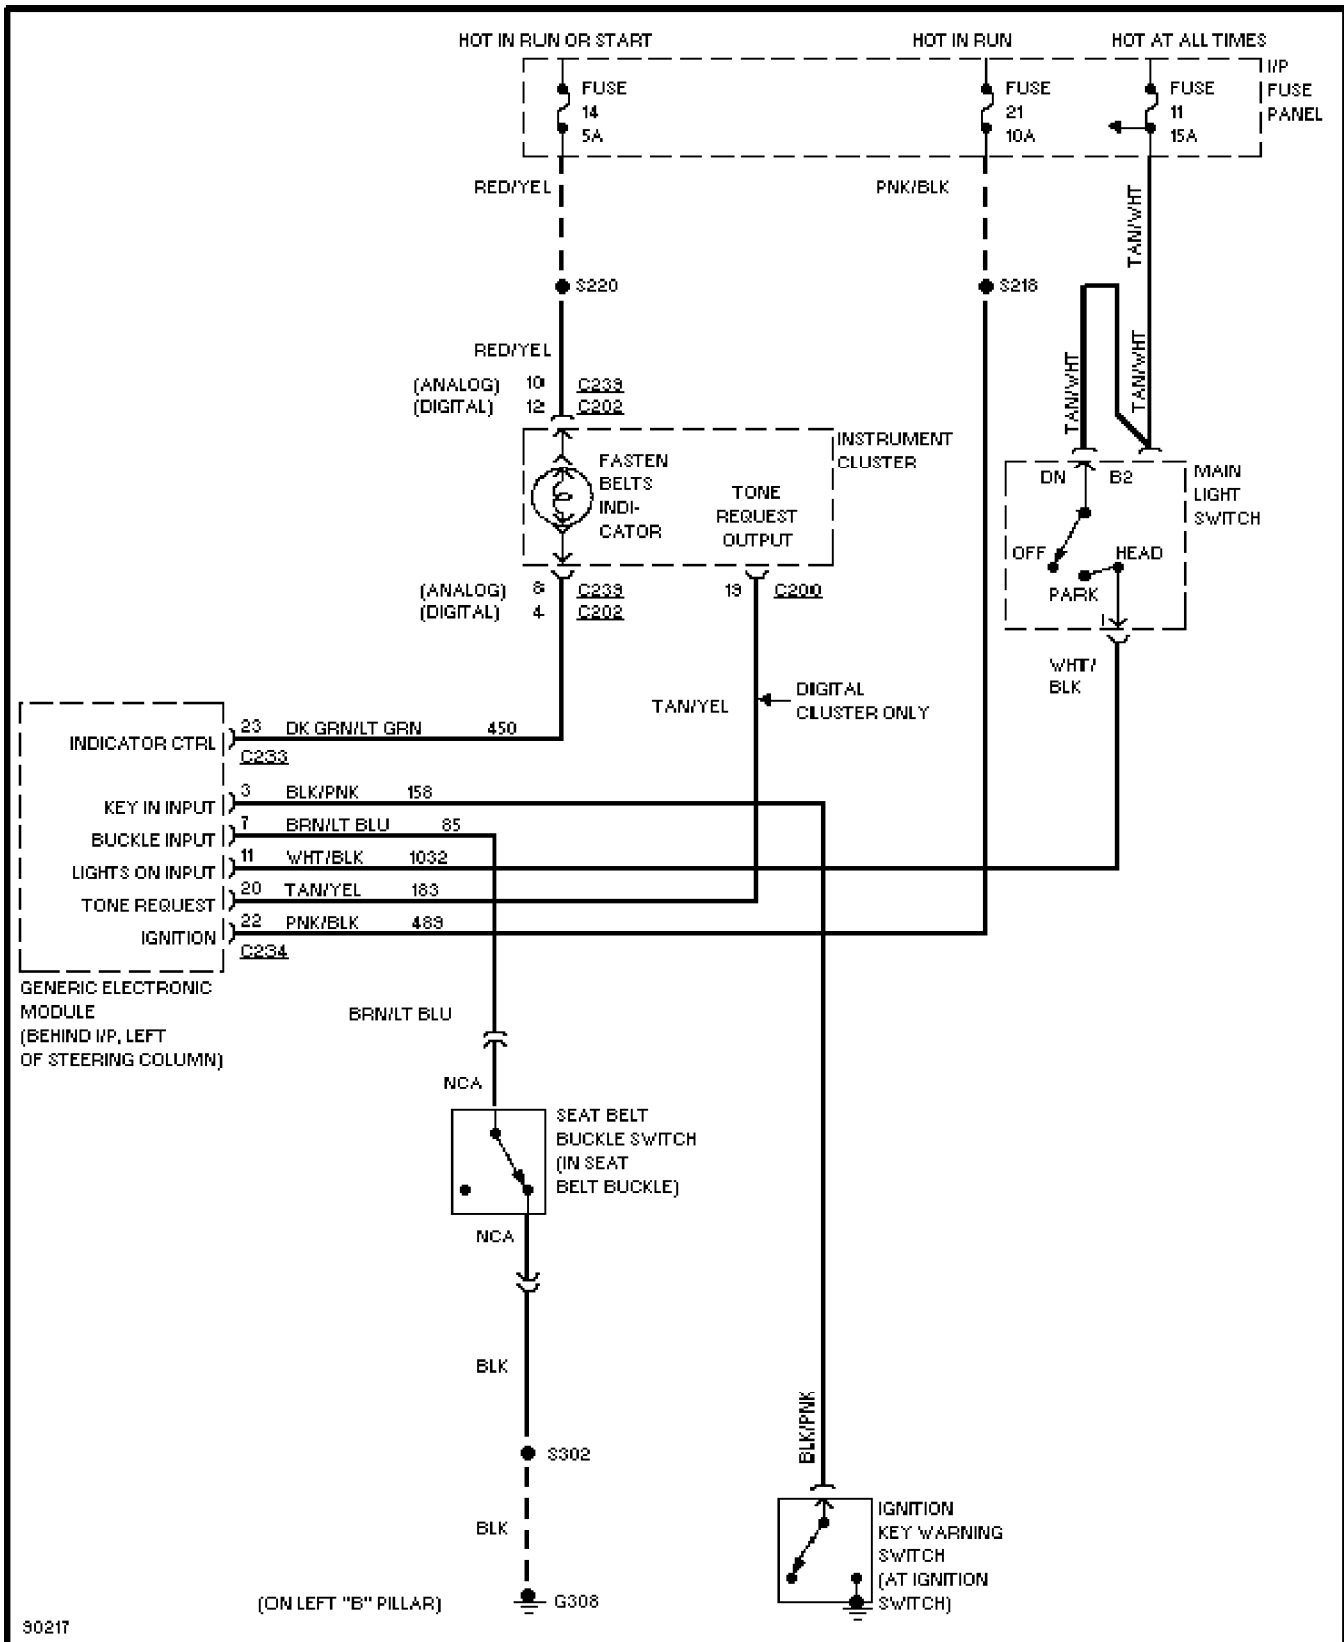 HOT IN RUN OR START
HOT IN RUN
HOT AT ALL TIMES
I/P
FUSE
PANEL
FUSE
14
5A
FUSE
21
10A
FUSE
11
15A
RED/YEL
PNK/BLK
TAN/WHT
S220
S218
RED/YEL
TAN/WHT
TAN/WHT
(ANALOG) 10 C239
(DIGITAL) 12 C202
INSTRUMENT
CLUSTER
FASTEN
BELTS
INDI-
CATOR
TONE
REQUEST
OUTPUT
DN B2
MAIN
LIGHT
SWITCH
OFF
HEAD
PARK
I
(ANALOG) 8 C239
(DIGITAL) 4 C202
19 C200
WHT/
BLK
TAN/YEL
DIGITAL
CLUSTER ONLY
INDICATOR CTRL 23 DK GRN/LT GRN 450
C233
KEY IN INPUT 3 BLK/PNK 158
BUCKLE INPUT 7 BRN/LT BLU 85
LIGHTS ON INPUT 11 WHT/BLK 1032
TONE REQUEST 20 TAN/YEL 183
IGNITION 22 PNK/BLK 489
C234
GENERIC ELECTRONIC
MODULE
(BEHIND I/P, LEFT
OF STEERING COLUMN)
BRN/LT BLU
NCA
SEAT BELT
BUCKLE SWITCH
(IN SEAT
BELT BUCKLE)
NCA
BLK
BLK/PNK
S302
BLK
IGNITION
KEY WARNING
SWITCH
(AT IGNITION
SWITCH)
(ON LEFT "B" PILLAR)
G308
90217